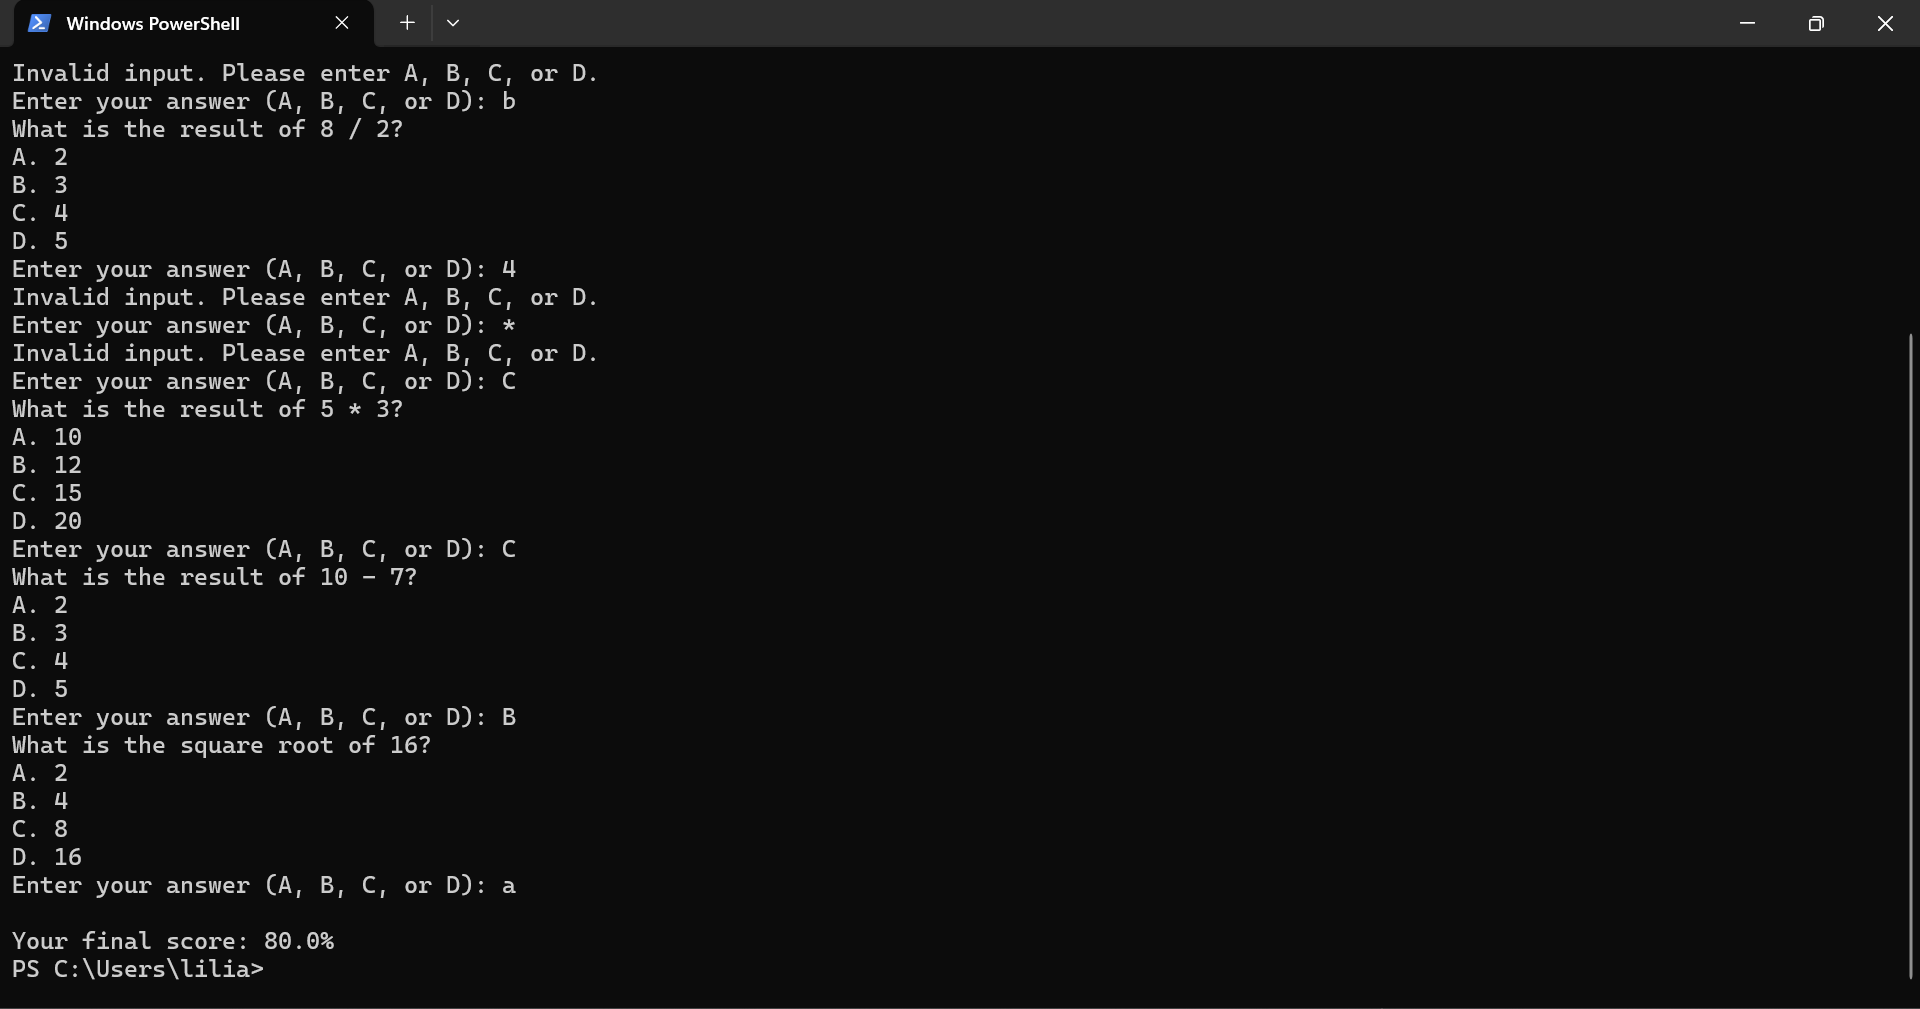 Windows PowerShell
Invalid input. Please enter A, B, C, or D.
Enter your answer (A, B, C, or D): b
What is the result of 8 / 2?
A. 2
B. 3
C. 4
D. 5
Enter your answer (A, B, C, or D): 4
Invalid input. Please enter A, B, C, or D.
Enter your answer (A, B, C, or D): *
Invalid input. Please enter A, B, C, or D.
Enter your answer (A, B, C, or D): C
What is the result of 5 * 3?
A. 10
B. 12
C. 15
D. 20
Enter your answer (A, B, C, or D): C
What is the result of 10 - 7?
A. 2
B. 3
C. 4
D. 5
Enter your answer (A, B, C, or D): B
What is the square root of 16?
A. 2
B. 4
C. 8
D. 16
Enter your answer (A, B, C, or D): a
Your final score: 80.0%
PS C:\Users\lilia>